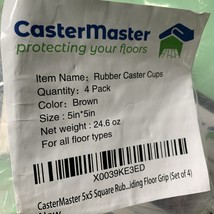 CasterMaster
protecting your floors
Item Name: Rubber Caster Cups
Quantity: 4 Pack
Color: Brown
Size : 5in*5in
Net weight : 24.6 oz
For all floor types
X0039KE3ED
CasterMaster 5x5 Square Rub...iding Floor Grip (Set of 4)
New